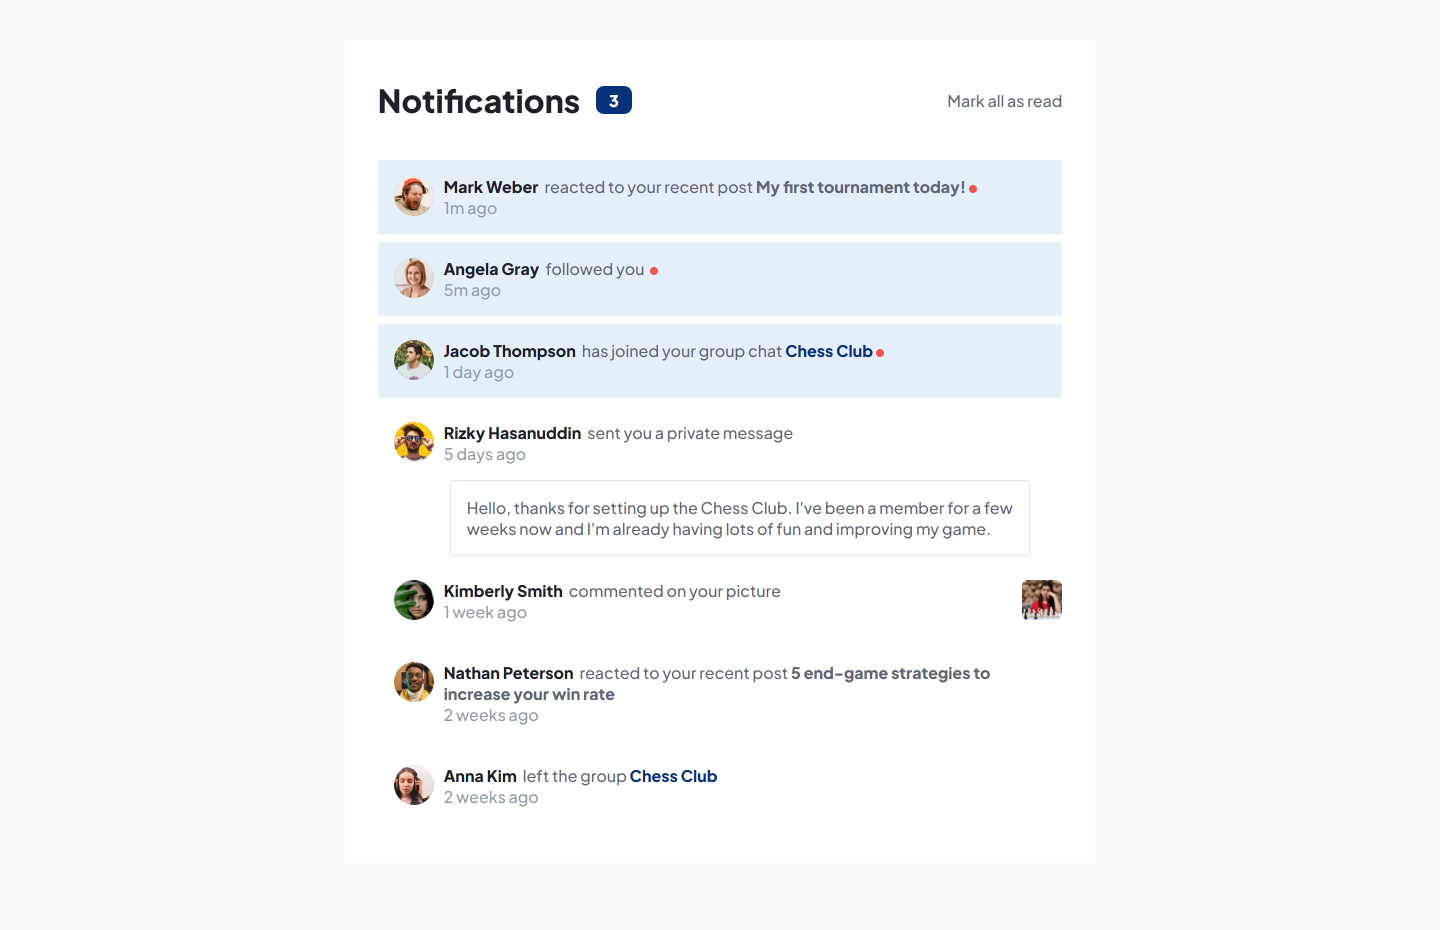 Notifications 3
Mark all as read
Mark Weber reacted to your recent post My first tournament today!
1m ago
Angela Gray followed you
5m ago
Jacob Thompson has joined your group chat Chess Club
1 day ago
Rizky Hasanuddin sent you a private message
5 days ago
Hello, thanks for setting up the Chess Club. I've been a member for a few
weeks now and I'm already having lots of fun and improving my game.
Kimberly Smith commented on your picture
1 week ago
Nathan Peterson reacted to your recent post 5 end-game strategies to
increase your win rate
2 weeks ago
Anna Kim left the group Chess Club
2 weeks ago